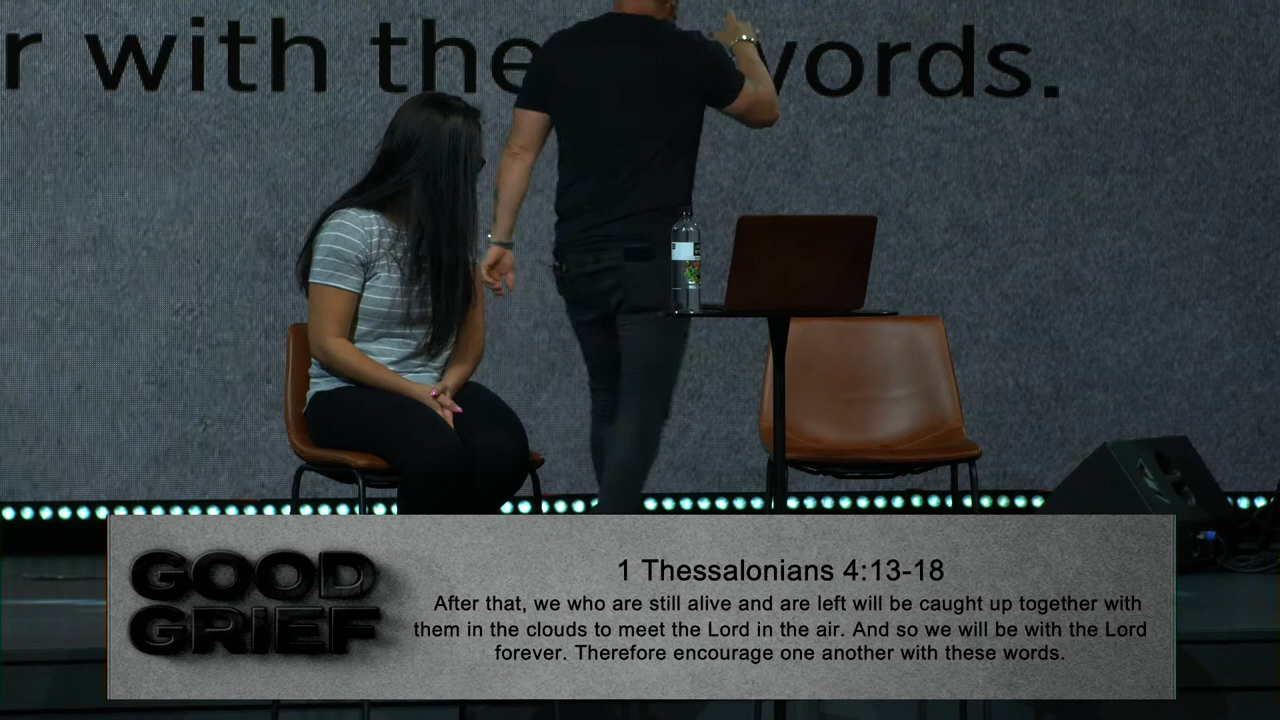 r with the words.
GOOD
GRIEF
1 Thessalonians 4:13-18
After that, we who are still alive and are left will be caught up together with
them in the clouds to meet the Lord in the air. And so we will be with the Lord
forever. Therefore encourage one another with these words.